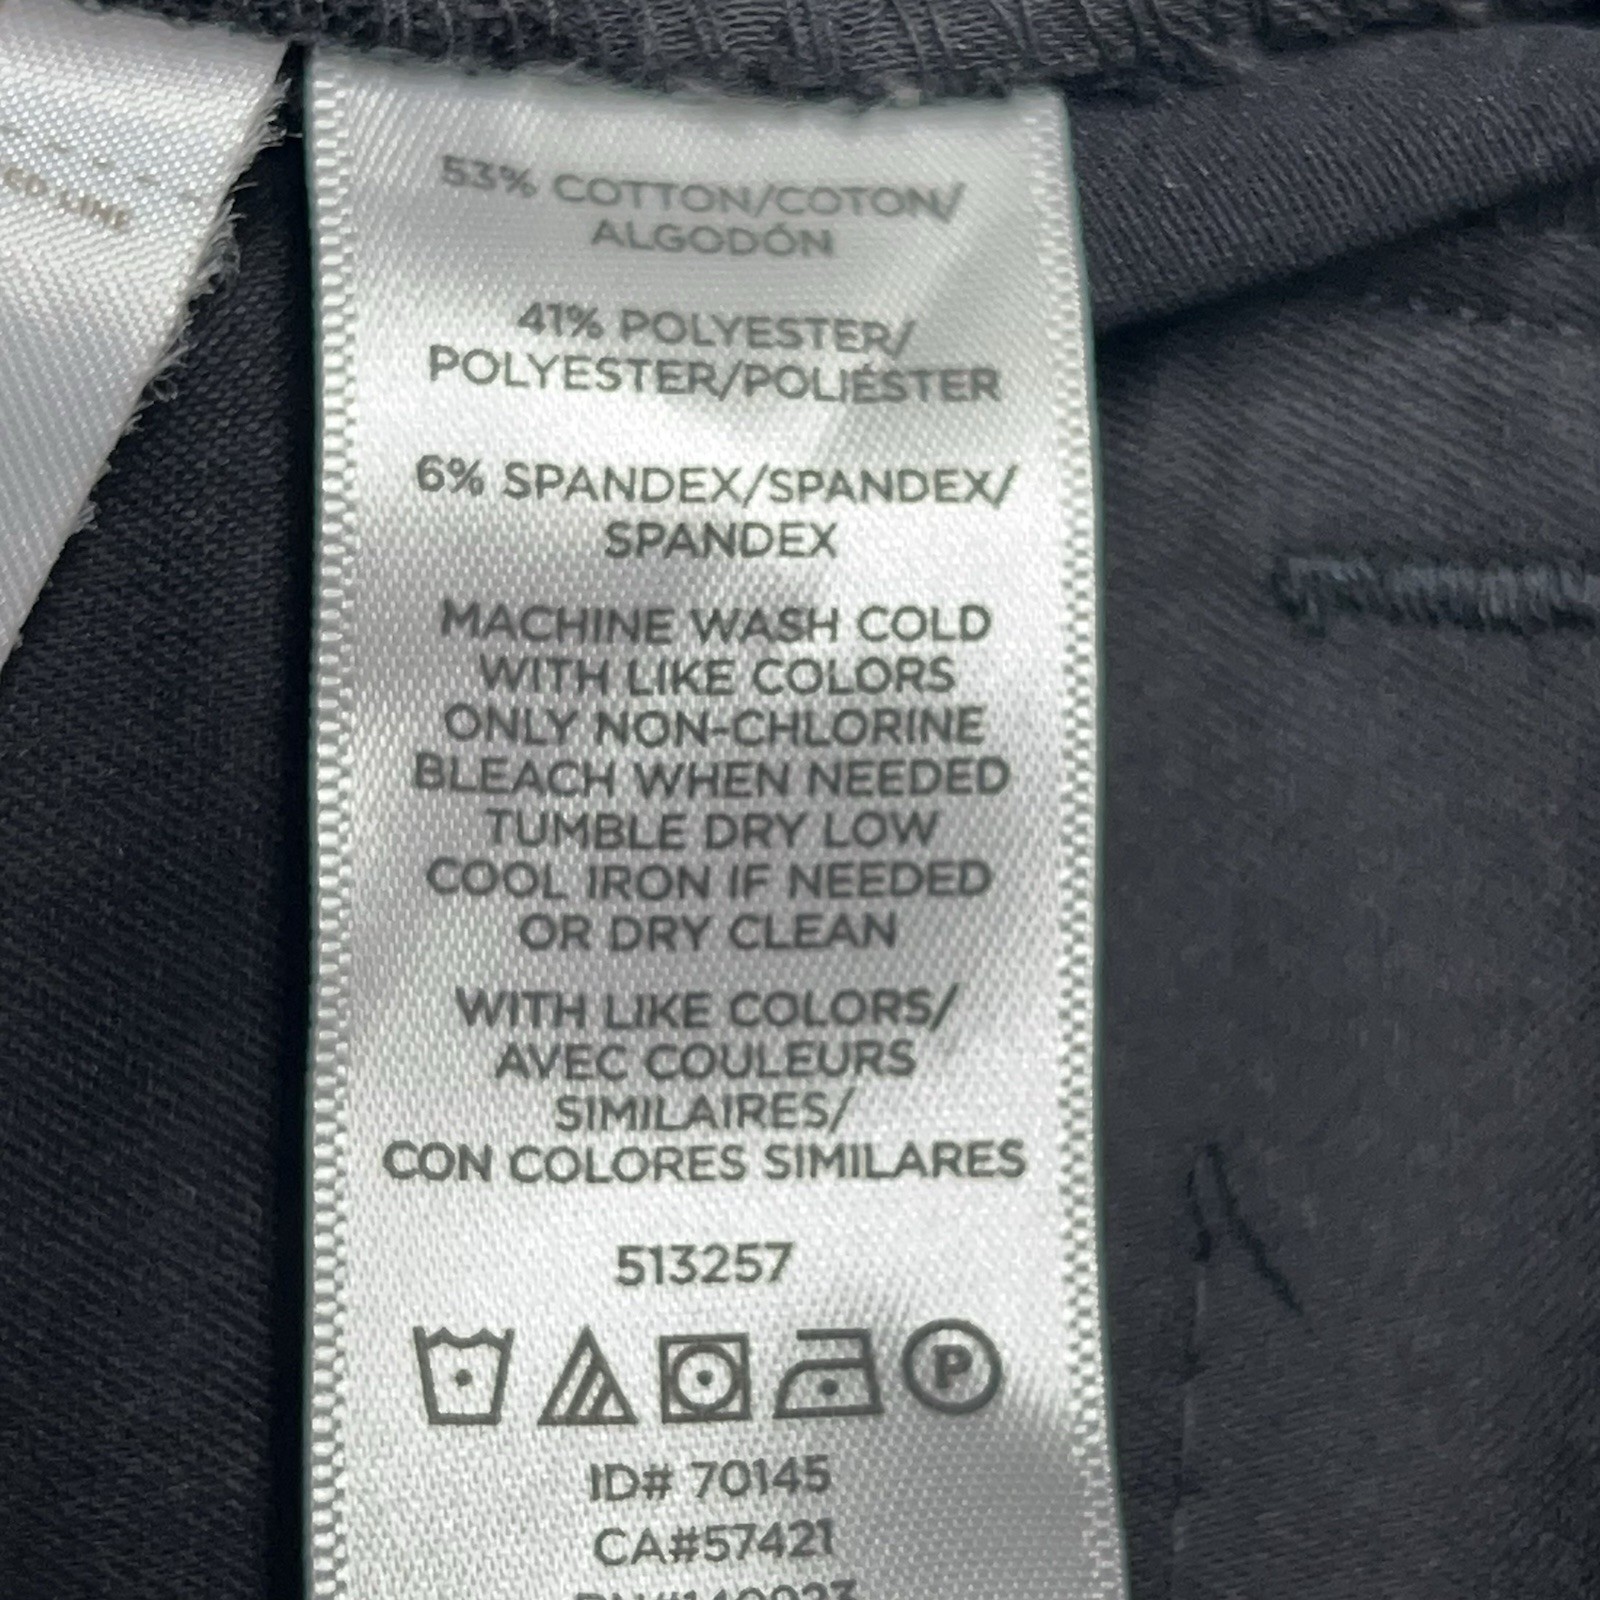 LINE
53% COTTON/COTON/
ALGODÓN
41% POLYESTER/
POLYESTER/POLIÉSTER
6% SPANDEX/SPANDEX/
SPANDEX
MACHINE WASH COLD
WITH LIKE COLORS
ONLY NON-CHLORINE
BLEACH WHEN NEEDED
TUMBLE DRY LOW
COOL IRON IF NEEDED
OR DRY CLEAN
WITH LIKE COLORS/
AVEC COULEURS
SIMILAIRES/
CON COLORES SIMILARES
513257
P
ID# 70145
CA#57421